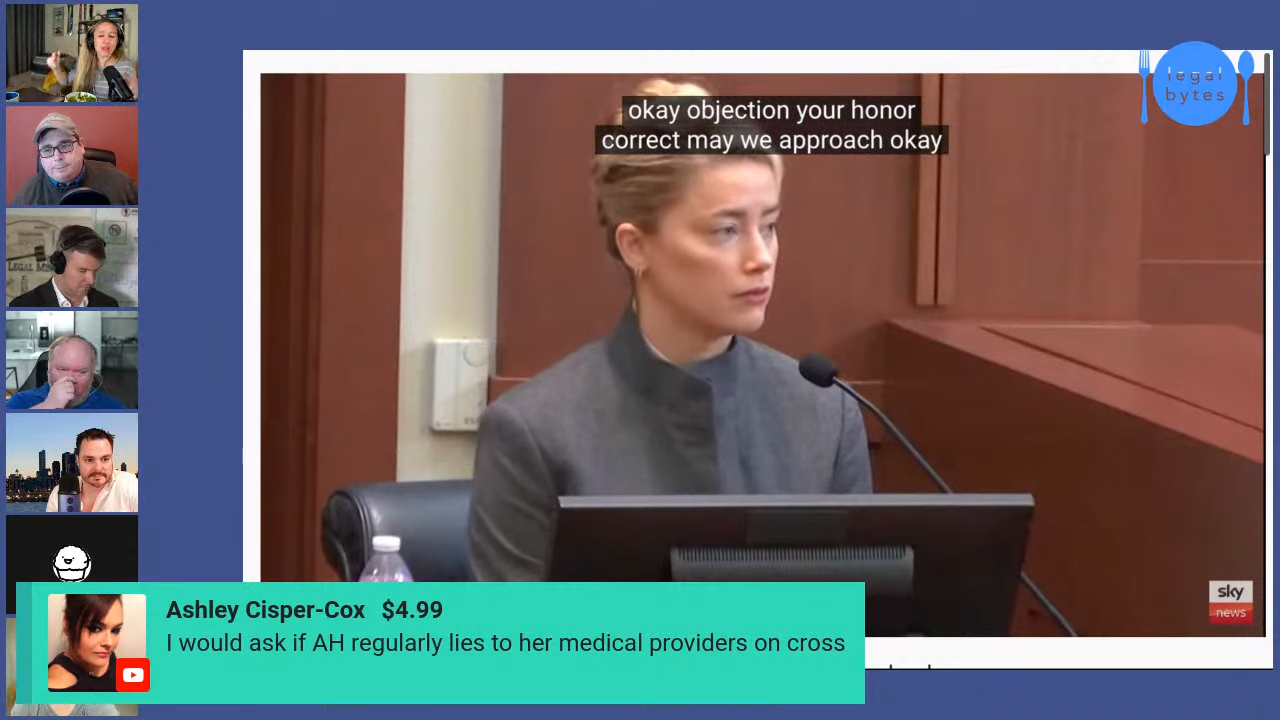 okay objection your honor
correct may we approach okay
legal
bytes
sky
news
Ashley Cisper-Cox $4.99
I would ask if AH regularly lies to her medical providers on cross